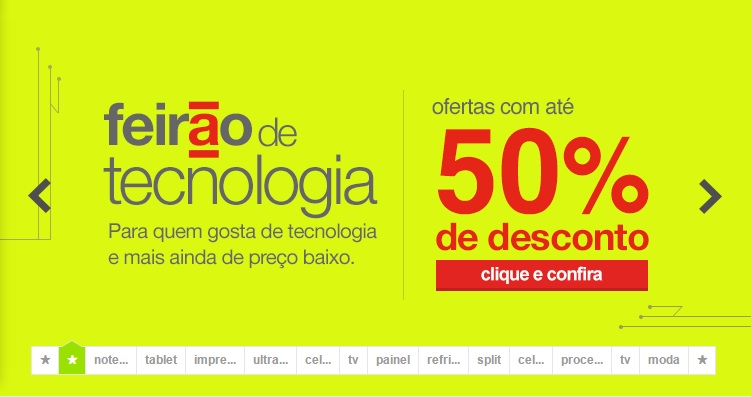 feirão de
tecnologia
Para quem gosta de tecnologia
e mais ainda de preço baixo.
ofertas com até
50%
de desconto
clique e confira
note... tablet impre... ultra... cel... tv painel refri... split cel... proce... tv moda